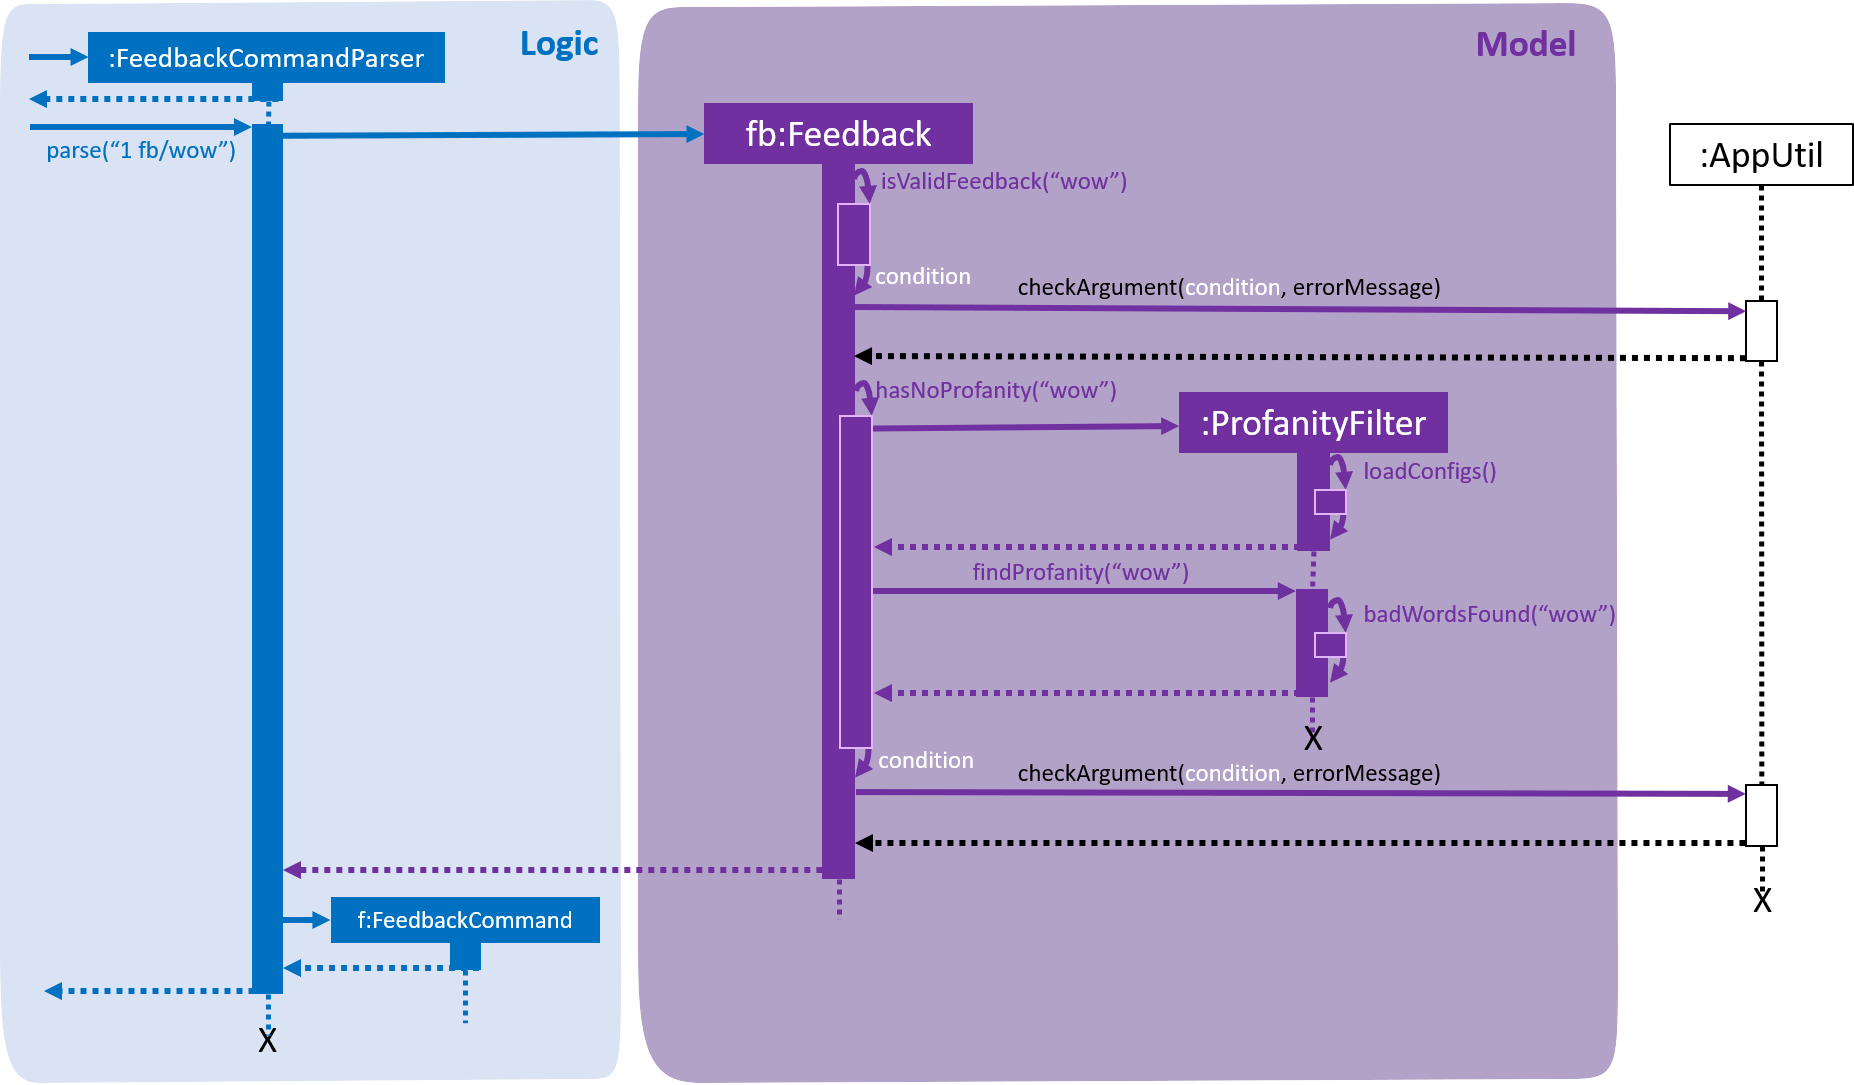 Logic
Model
:FeedbackCommandParser
parse(“1 fb/wow”)
fb:Feedback
:AppUtil
isValidFeedback(“wow”)
condition
checkArgument(condition, errorMessage)
hasNoProfanity(“wow”)
:ProfanityFilter
loadConfigs()
findProfanity(“wow”)
badWordsFound(“wow”)
X
condition
checkArgument(condition, errorMessage)
X
f:FeedbackCommand
X